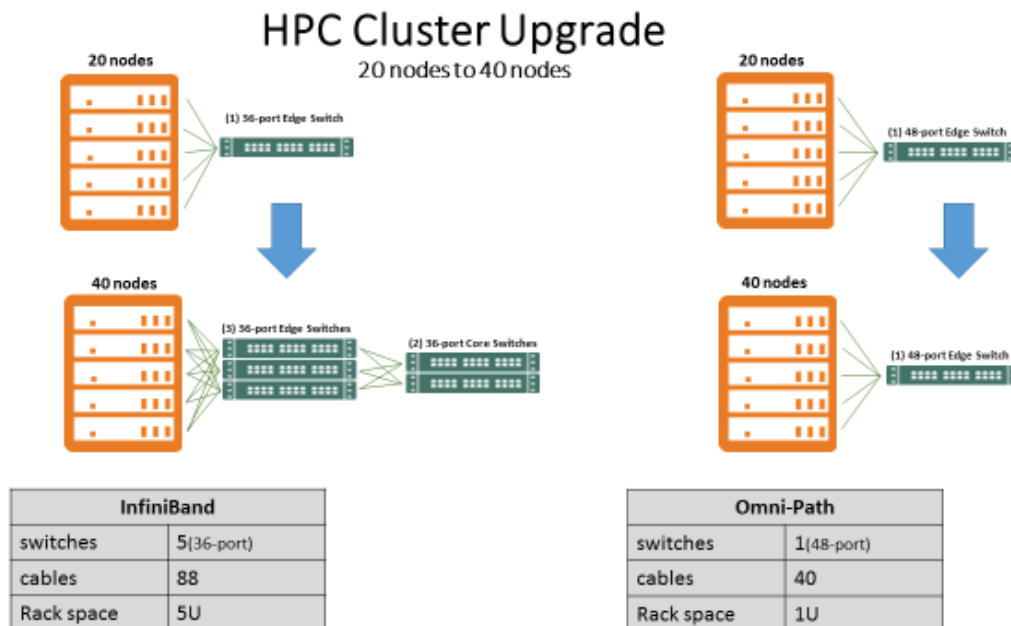 HPC Cluster Upgrade
20 nodes to 40 nodes
20 nodes
(1) 36-port Edge Switch
40 nodes
(3) 36-port Edge Switches
(2) 36-port Core Switches
20 nodes
(1) 48-port Edge Switch
40 nodes
(1) 48-port Edge Switch
InfiniBand
switches 5(36-port)
cables 88
Rack space 5U
Omni-Path
switches 1(48-port)
cables 40
Rack space 1U